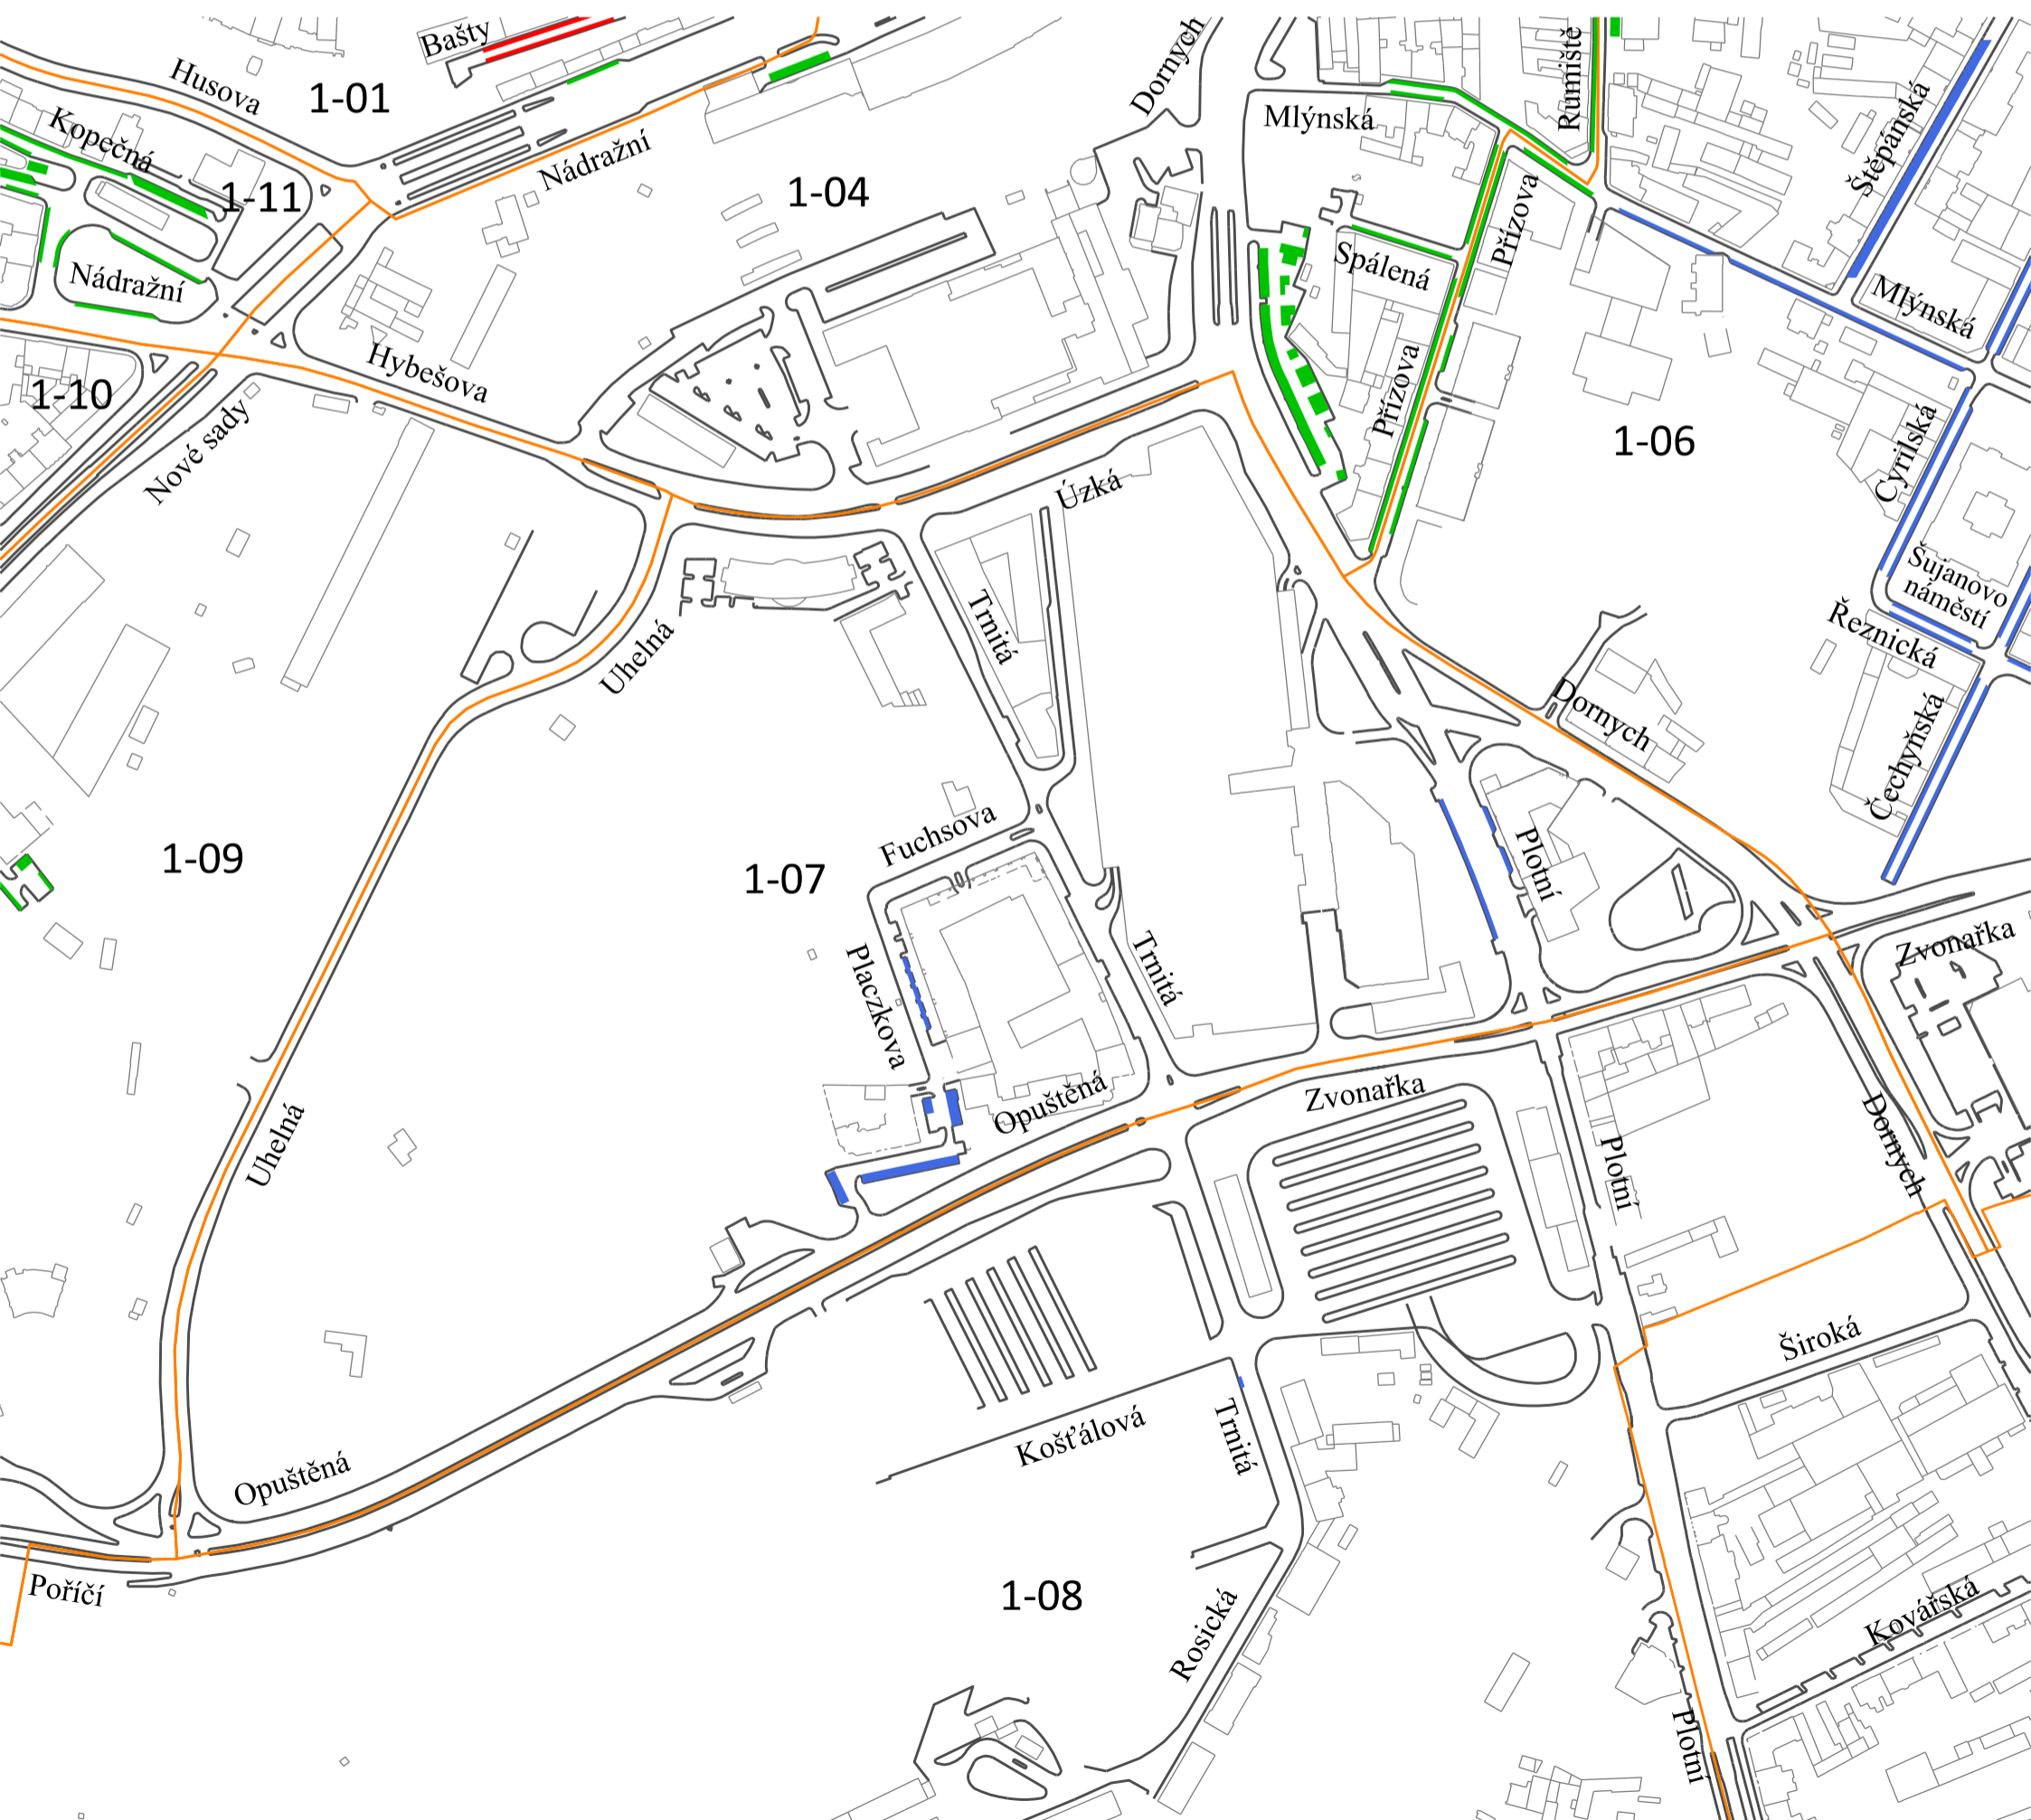 Bašty
Dornych
Rumiště
Husova
1-01
Štěpánská
Mlýnská
Kopečná
Nádražní
1-11
1-04
Přízova
Spálená
Nádražní
Mlýnská
Hybešova
1-10
Přízova
Nové sady
1-06
Cyrilská
Úzká
Šujanovo
náměstí
Trnitá
Řeznická
Uhelná
Dornych
Čechyňská
Fuchsova
1-09
1-07
Plotní
Zvonařka
Trnitá
Placzkova
Opuštěná
Zvonařka
Uhelná
Dornych
Plotní
Široká
Košťálová
Trnitá
Opuštěná
Poříčí
1-08
Rosická
Kovářská
Plotní